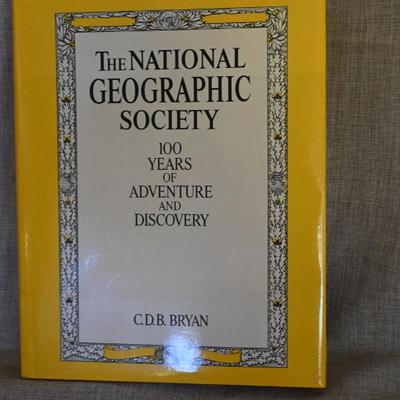 THE NATIONAL
GEOGRAPHIC
SOCIETY
100
YEARS
OF
ADVENTURE
AND
DISCOVERY
C.D.B. BRYAN